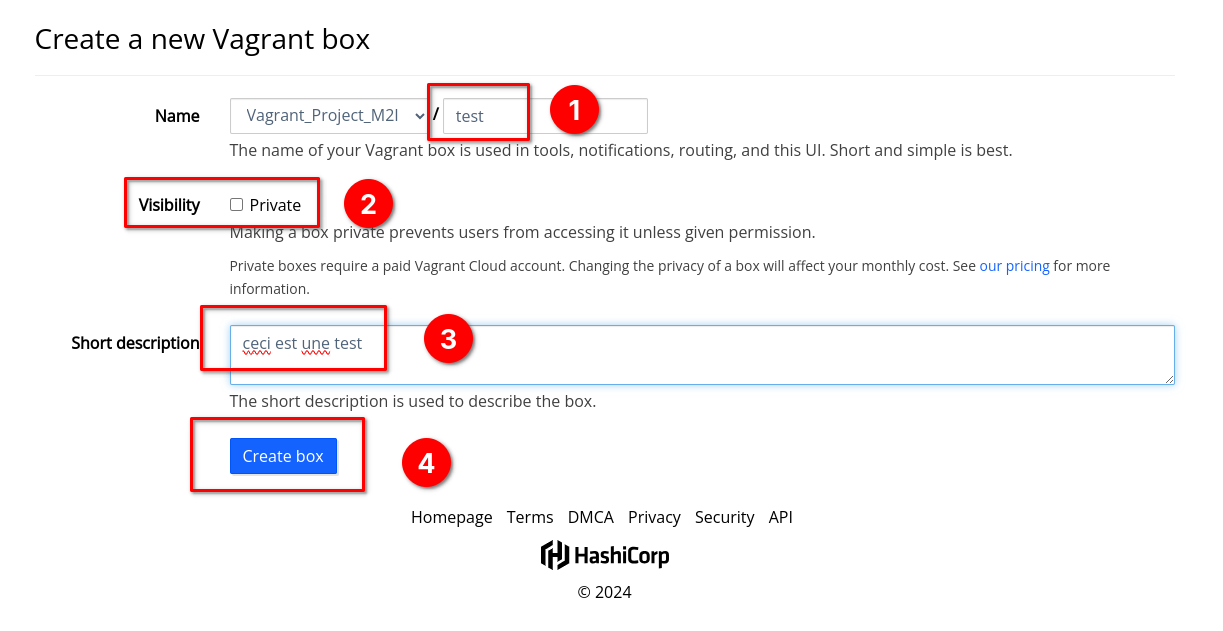 Create a new Vagrant box
Name Vagrant_Project_M2I / test 1
The name of your Vagrant box is used in tools, notifications, routing, and this UI. Short and simple is best.
Visibility Private 2
Making a box private prevents users from accessing it unless given permission.
Private boxes require a paid Vagrant Cloud account. Changing the privacy of a box will affect your monthly cost. See our pricing for more
information.
Short description ceci est une test 3
The short description is used to describe the box.
Create box 4
Homepage Terms DMCA Privacy Security API
HashiCorp
© 2024